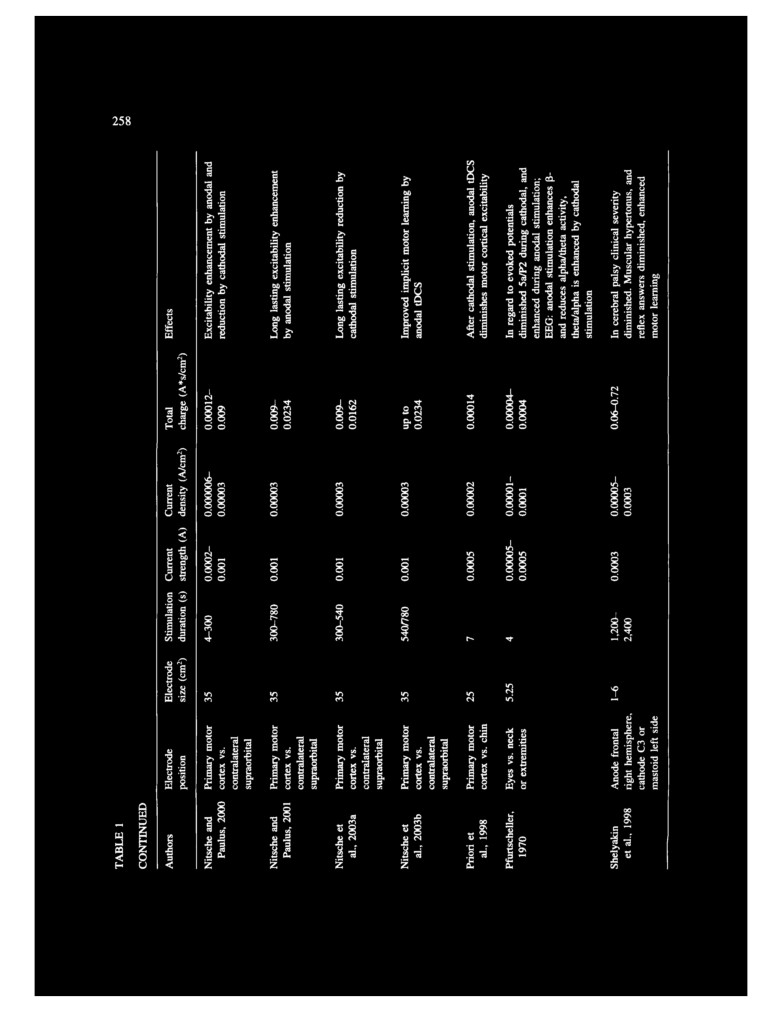 258
TABLE 1
CONTINUED
Authors Electrode position Electrode size (cm²) Stimulation duration (s) Current strength (A) Current density (A/cm²) Total charge (A*s/cm²) Effects
Nitsche and Primary motor 35 4–300 0.0002– 0.000006– 0.00012– Excitability enhancement by anodal and
Paulus, 2000 cortex vs. 0.001 0.00003 0.009 reduction by cathodal stimulation
contralateral
supraorbital
Nitsche and Primary motor 35 300–780 0.001 0.00003 0.009– Long lasting excitability enhancement
Paulus, 2001 cortex vs. 0.0234 by anodal stimulation
contralateral
supraorbital
Nitsche et Primary motor 35 300–540 0.001 0.00003 0.009– Long lasting excitability reduction by
al., 2003a cortex vs. 0.0162 cathodal stimulation
contralateral
supraorbital
Nitsche et Primary motor 35 540/780 0.001 0.00003 up to Improved implicit motor learning by
al., 2003b cortex vs. 0.0234 anodal tDCS
contralateral
supraorbital
Priori et Primary motor 25 7 0.0005 0.00002 0.00014 After cathodal stimulation, anodal tDCS
al., 1998 cortex vs. chin diminishes motor cortical excitability
Pfurtscheller, Eyes vs. neck 5.25 4 0.00005– 0.00001– 0.00004– In regard to evoked potentials
1970 or extremities 0.0005 0.0001 0.0004 diminished 5a/P2 during cathodal, and
enhanced during anodal stimulation;
EEG: anodal stimulation enhances β-
and reduces alpha/theta activity,
theta/alpha is enhanced by cathodal
stimulation
Shelyakin Anode frontal 1–6 1,200– 0.0003 0.00005– 0.06–0.72 In cerebral palsy clinical severity
et al., 1998 right hemisphere, 2,400 0.0003 diminished. Muscular hypertonus, and
cathode C3 or reflex answers diminished, enhanced
mastoid left side motor learning